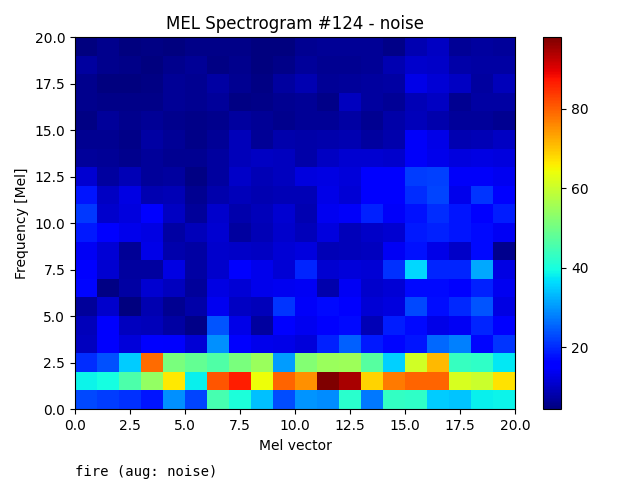 MEL Spectrogram #124 - noise
20.0
17.5
15.0
12.5
10.0
7.5
5.0
2.5
0.0
Frequency [Mel]
0.0 2.5 5.0 7.5 10.0 12.5 15.0 17.5 20.0
Mel vector
80
60
40
20
fire (aug: noise)